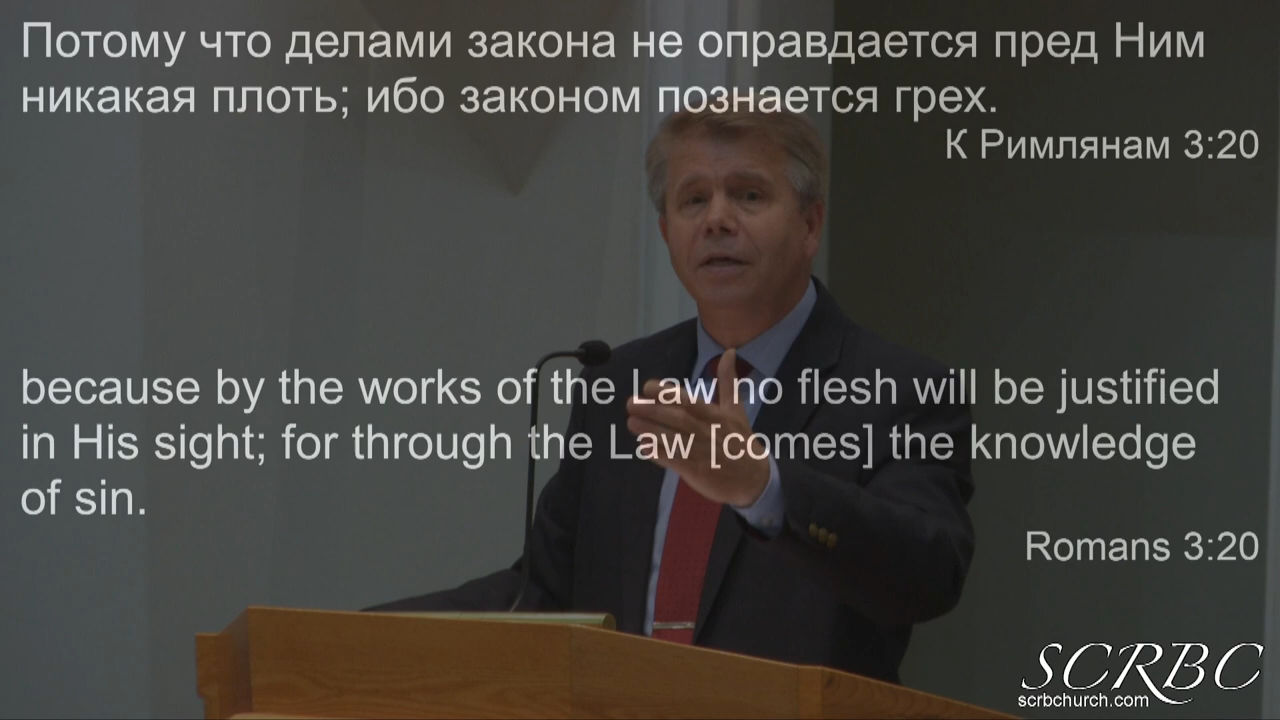 Потому что делами закона не оправдается пред Ним
никакая плоть; ибо законом познается грех.
К Римлянам 3:20
because by the works of the Law no flesh will be justified
in His sight; for through the Law [comes] the knowledge
of sin.
Romans 3:20
SCRBC
scrbchurch.com